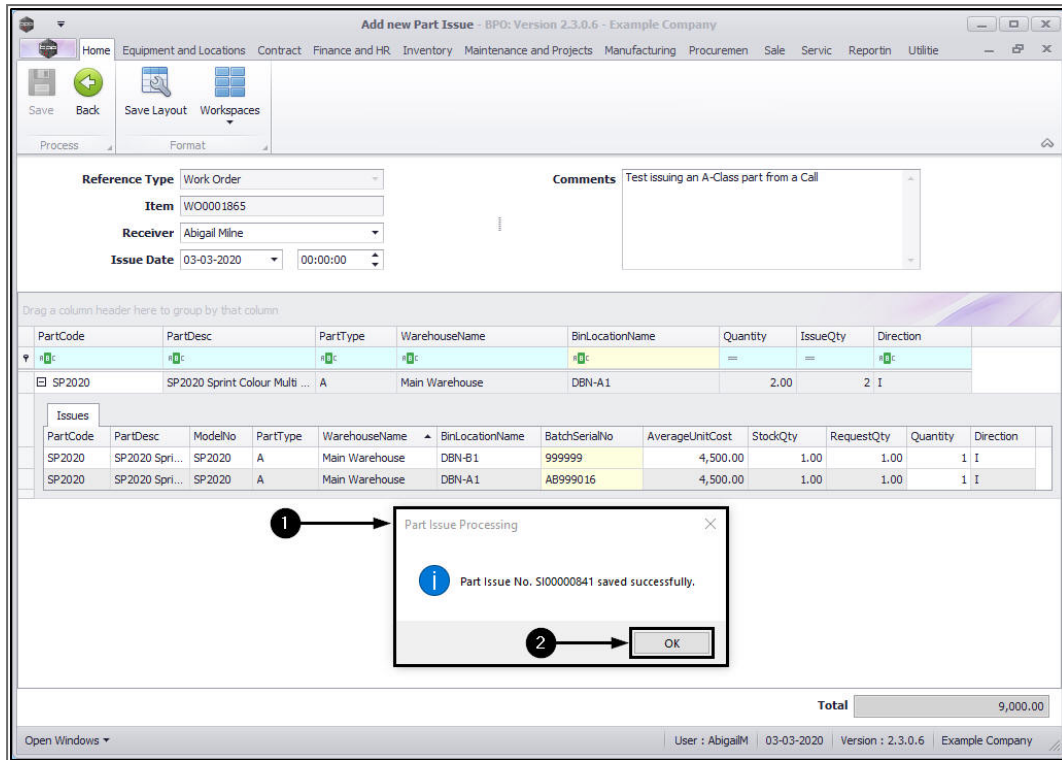 Add new Part Issue - BPO: Version 2.3.0.6 - Example Company
Home Equipment and Locations Contract Finance and HR Inventory Maintenance and Projects Manufacturing Procuremen Sale Servic Reportin Utilitie
Save Back Save Layout Workspaces
Process Format
Reference Type Work Order
Item WO0001865
Receiver Abigail Milne
Issue Date 03-03-2020 00:00:00
Comments Test issuing an A-Class part from a Call
Drag a column header here to group by that column
PartCode PartDesc PartType WarehouseName BinLocationName Quantity IssueQty Direction
SP2020 SP2020 Sprint Colour Multi ... A Main Warehouse DBN-A1 2.00 2 I
Issues
PartCode PartDesc ModelNo PartType WarehouseName BinLocationName BatchSerialNo AverageUnitCost StockQty RequestQty Quantity Direction
SP2020 SP2020 Spri... SP2020 A Main Warehouse DBN-B1 999999 4,500.00 1.00 1.00 1 I
SP2020 SP2020 Spri... SP2020 A Main Warehouse DBN-A1 AB999016 4,500.00 1.00 1.00 1 I
1 Part Issue Processing
Part Issue No. SI00000841 saved successfully.
2 OK
Total 9,000.00
Open Windows User : AbigailM 03-03-2020 Version : 2.3.0.6 Example Company